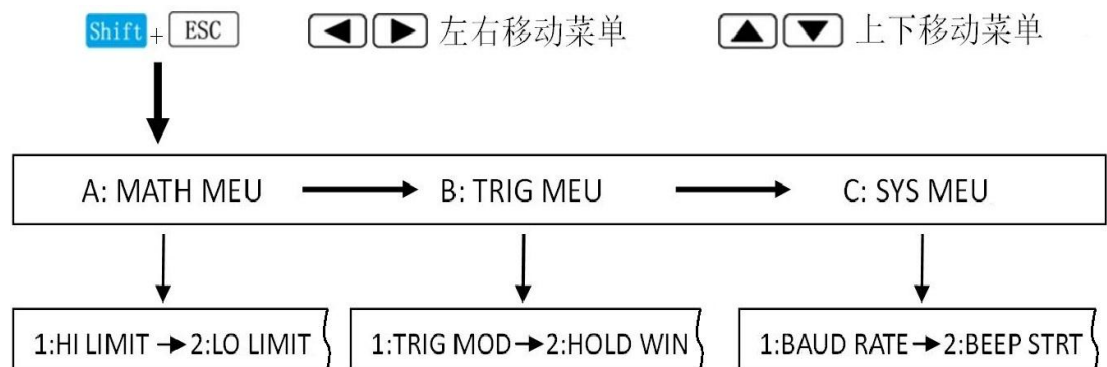 Shift + ESC 左右移动菜单 上下移动菜单
A: MATH MEU B: TRIG MEU C: SYS MEU
1:HI LIMIT 2:LO LIMIT 1:TRIG MOD 2:HOLD WIN 1:BAUD RATE 2:BEEP STRT